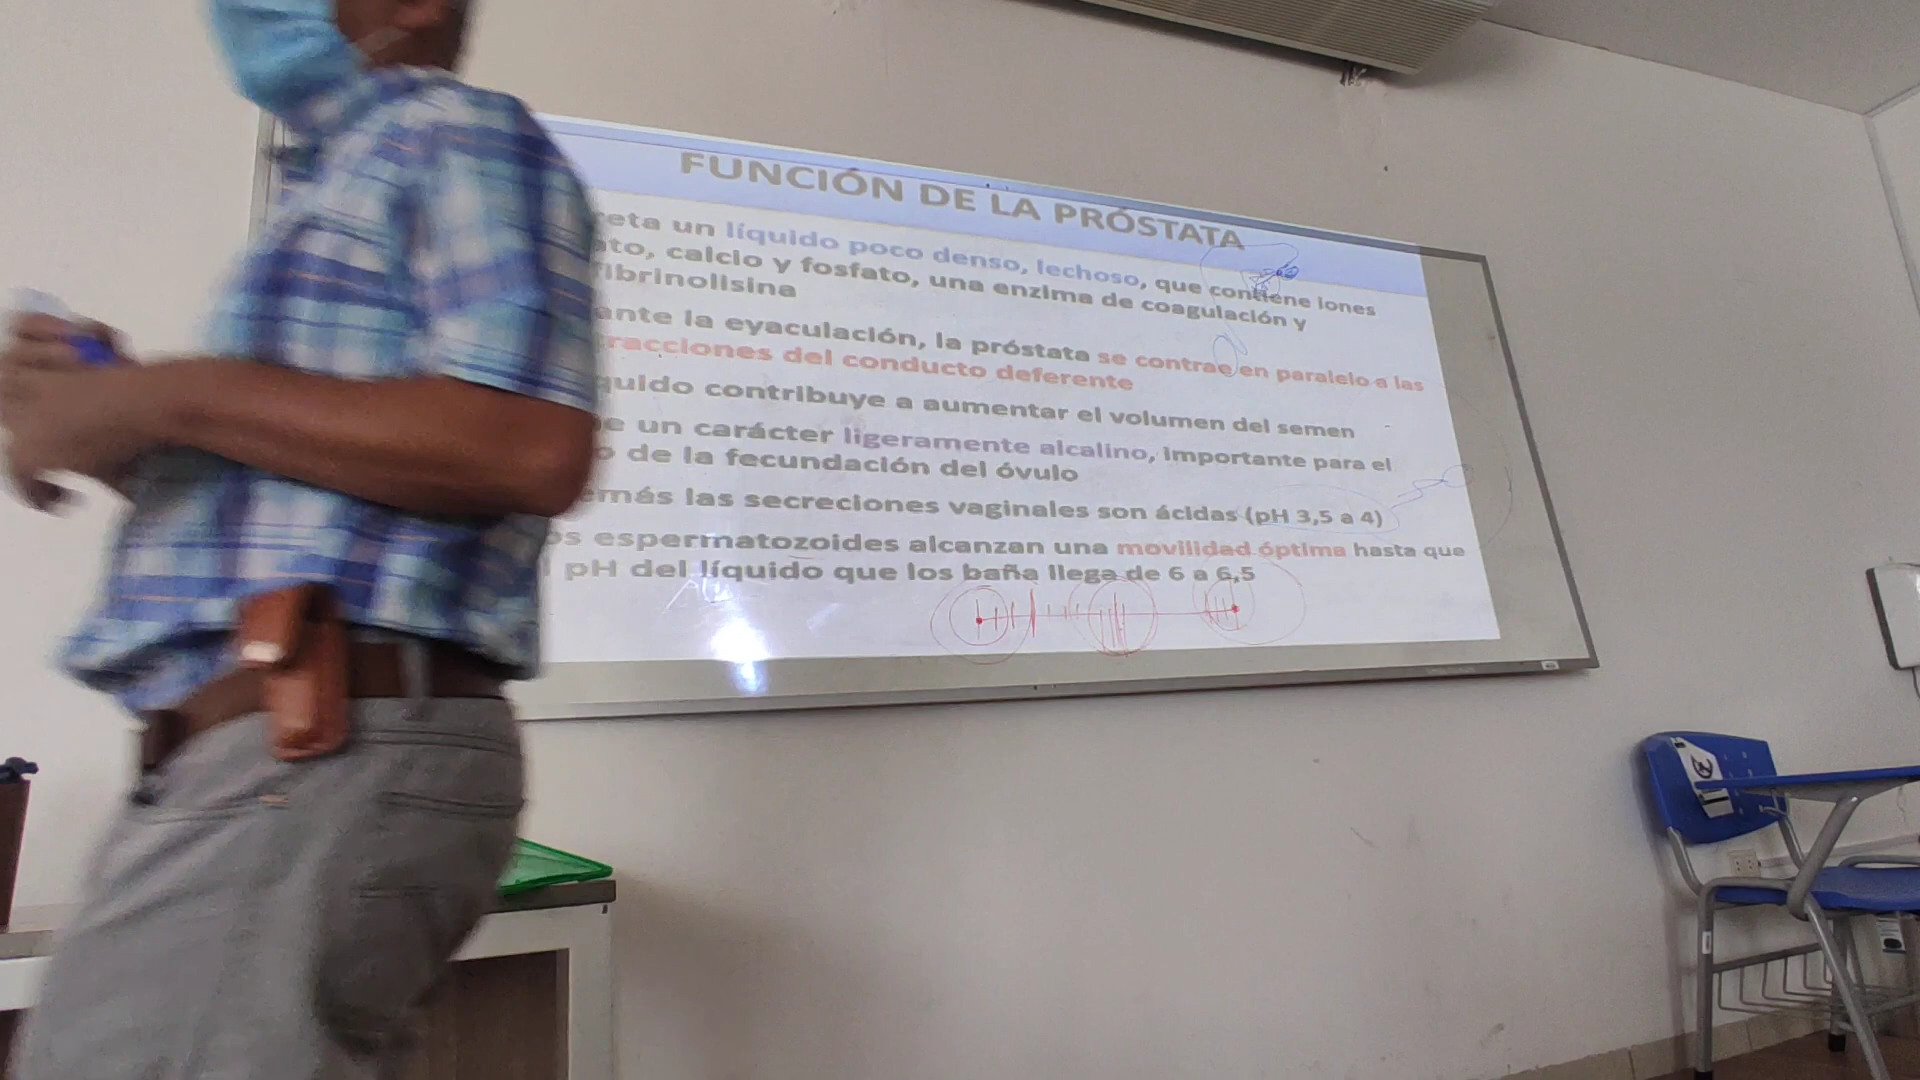 FUNCIÓN DE LA PRÓSTATA
eta un líquido poco denso, lechoso, que contiene iones
ato, calcio y fosfato, una enzima de coagulación y
fibrinolisina
ante la eyaculación, la próstata se contrae en paralelo a las
racciones del conducto deferente
quido contribuye a aumentar el volumen del semen
e un carácter ligeramente alcalino, importante para el
o de la fecundación del óvulo
emás las secreciones vaginales son ácidas (pH 3,5 a 4)
os espermatozoides alcanzan una movilidad óptima hasta que
l pH del líquido que los baña llega de 6 a 6,5